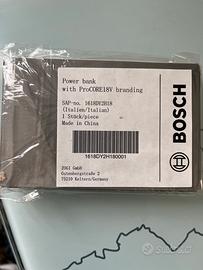 Power bank
with ProCORE18V branding
SAP-no. 1618DY2H18
(Italien/Italian)
1 Stück/piece
Made in China
1618DY2H180001
ZOGI GmbH
Gutenbergstraße 2
75210 Keltern/Germany
BOSCH
subito